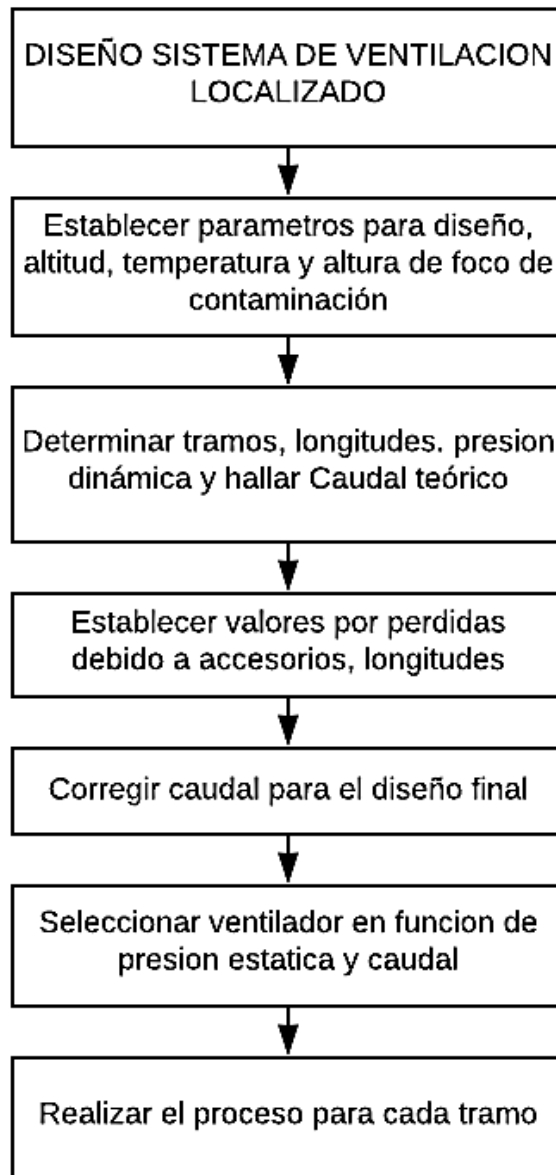 DISEÑO SISTEMA DE VENTILACION
LOCALIZADO
Establecer parametros para diseño,
altitud, temperatura y altura de foco de
contaminación
Determinar tramos, longitudes. presion
dinámica y hallar Caudal teórico
Establecer valores por perdidas
debido a accesorios, longitudes
Corregir caudal para el diseño final
Seleccionar ventilador en funcion de
presion estatica y caudal
Realizar el proceso para cada tramo